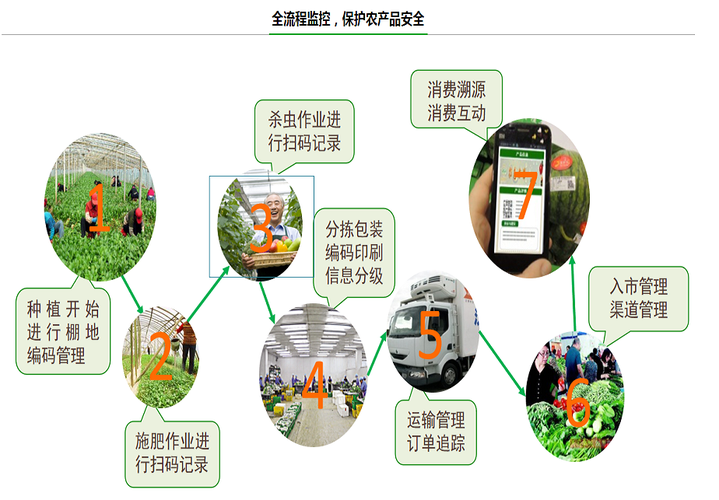 全流程监控，保护农产品安全
1
种植开始
进行棚地
编码管理
2
施肥作业进
行扫码记录
3
杀虫作业进
行扫码记录
4
分拣包装
编码印刷
信息分级
5
运输管理
订单追踪
6
入市管理
渠道管理
7
消费溯源
消费互动